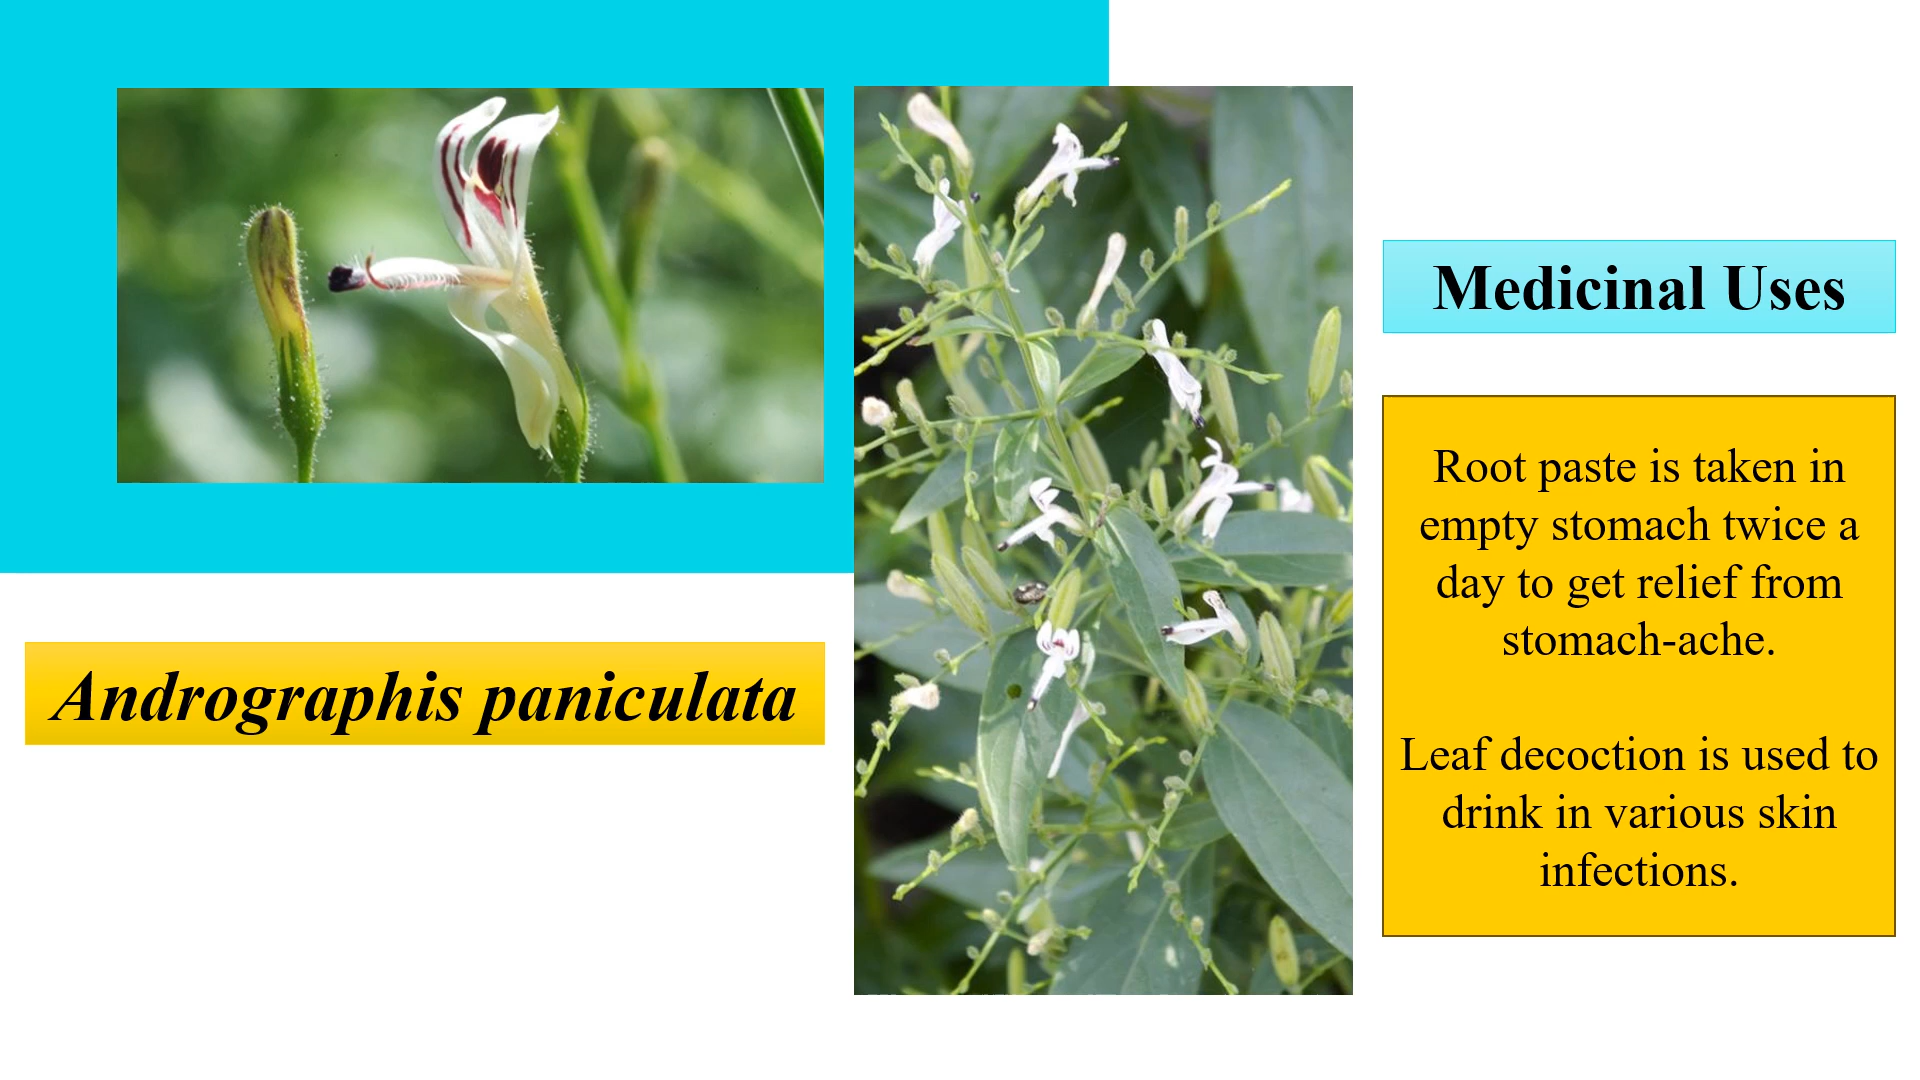 Andrographis paniculata
Medicinal Uses
Root paste is taken in
empty stomach twice a
day to get relief from
stomach-ache.
Leaf decoction is used to
drink in various skin
infections.